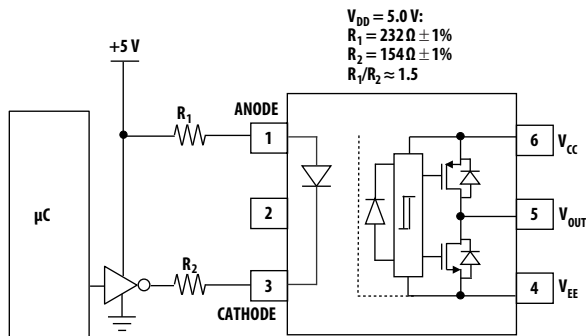 V_DD = 5.0 V:
R_1 = 232 Ω ± 1%
R_2 = 154 Ω ± 1%
R_1/R_2 ≈ 1.5
+5 V
R_1
ANODE
1
6
V_CC
2
µC
5
V_OUT
R_2
3
CATHODE
4
V_EE